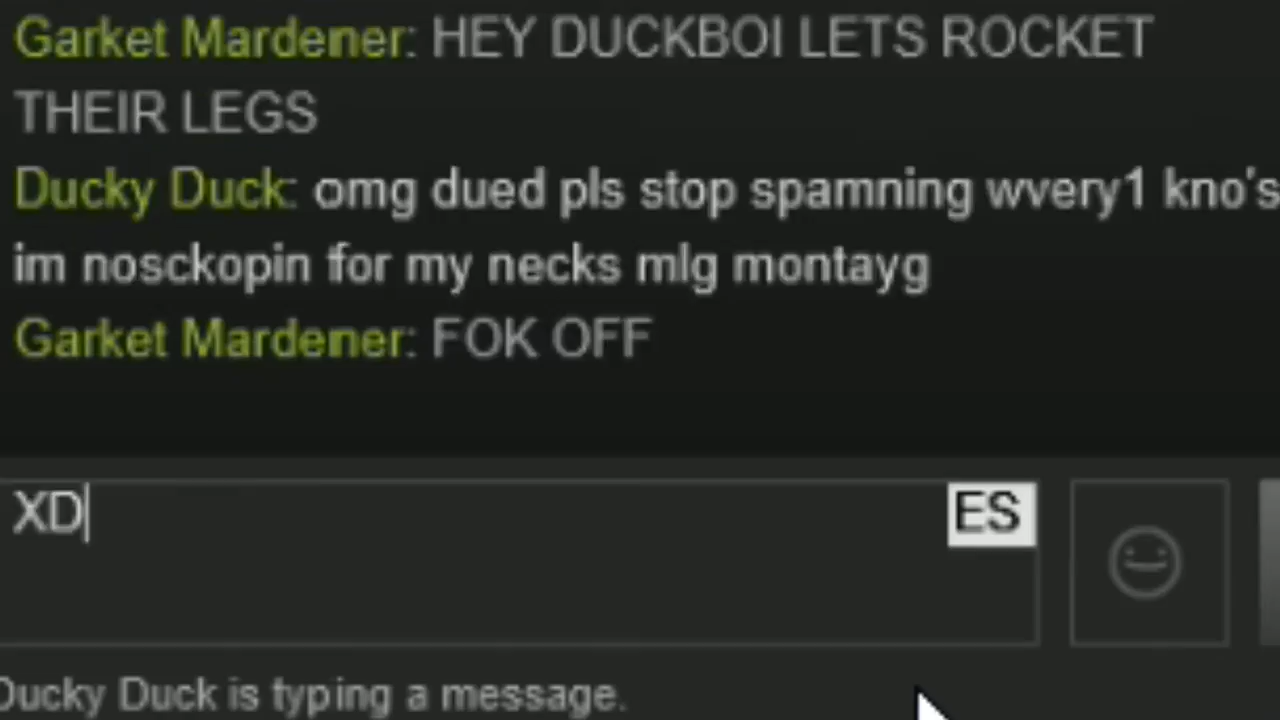 Garket Mardener: HEY DUCKBOI LETS ROCKET
THEIR LEGS
Ducky Duck: omg dued pls stop spamning wvery1 kno's
im nosckopin for my necks mlg montayg
Garket Mardener: FOK OFF
XD
ES
Ducky Duck is typing a message.